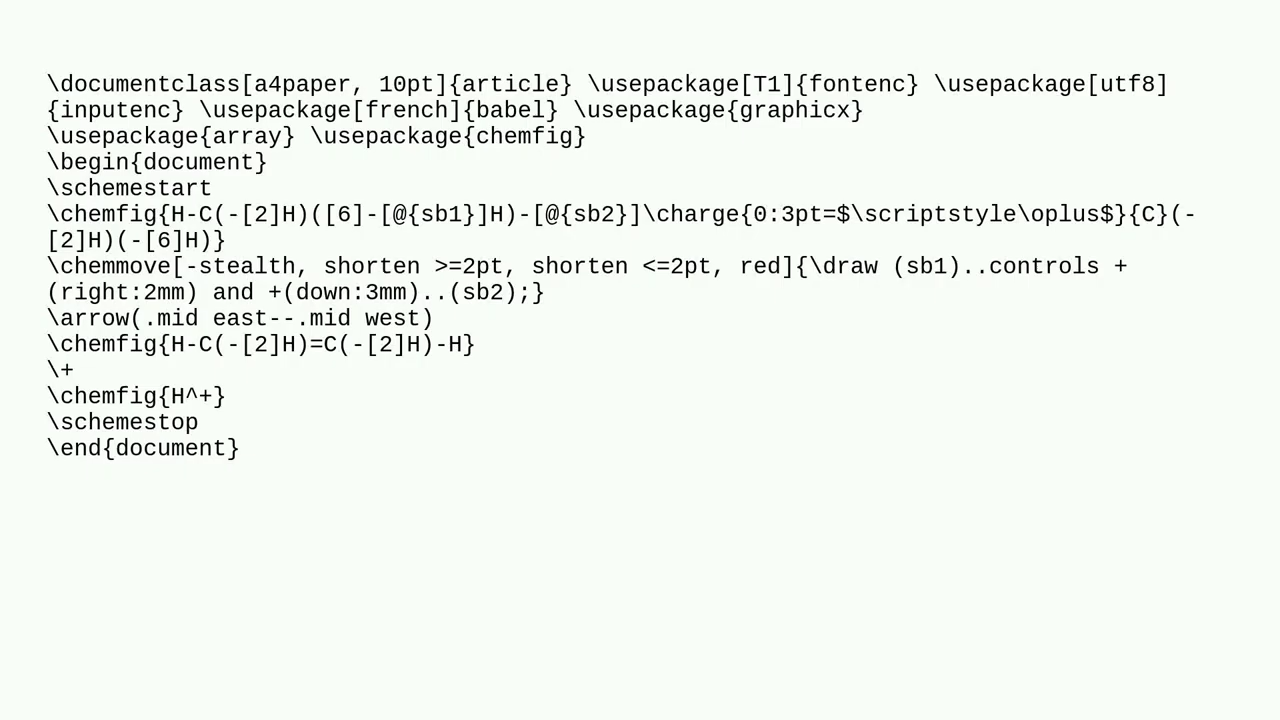 \documentclass[a4paper, 10pt]{article} \usepackage[T1]{fontenc} \usepackage[utf8]
{inputenc} \usepackage[french]{babel} \usepackage{graphicx}
\usepackage{array} \usepackage{chemfig}
\begin{document}
\schemestart
\chemfig{H-C(-[2]H)([6]-[@{sb1}]H)-[@{sb2}]\charge{0:3pt=$\scriptstyle\oplus$}{C}(-
[2]H)(-[6]H)}
\chemmove[-stealth, shorten >=2pt, shorten <=2pt, red]{\draw (sb1)..controls +
(right:2mm) and +(down:3mm)..(sb2);}
\arrow(.mid east--.mid west)
\chemfig{H-C(-[2]H)=C(-[2]H)-H}
\+
\chemfig{H^+}
\schemestop
\end{document}